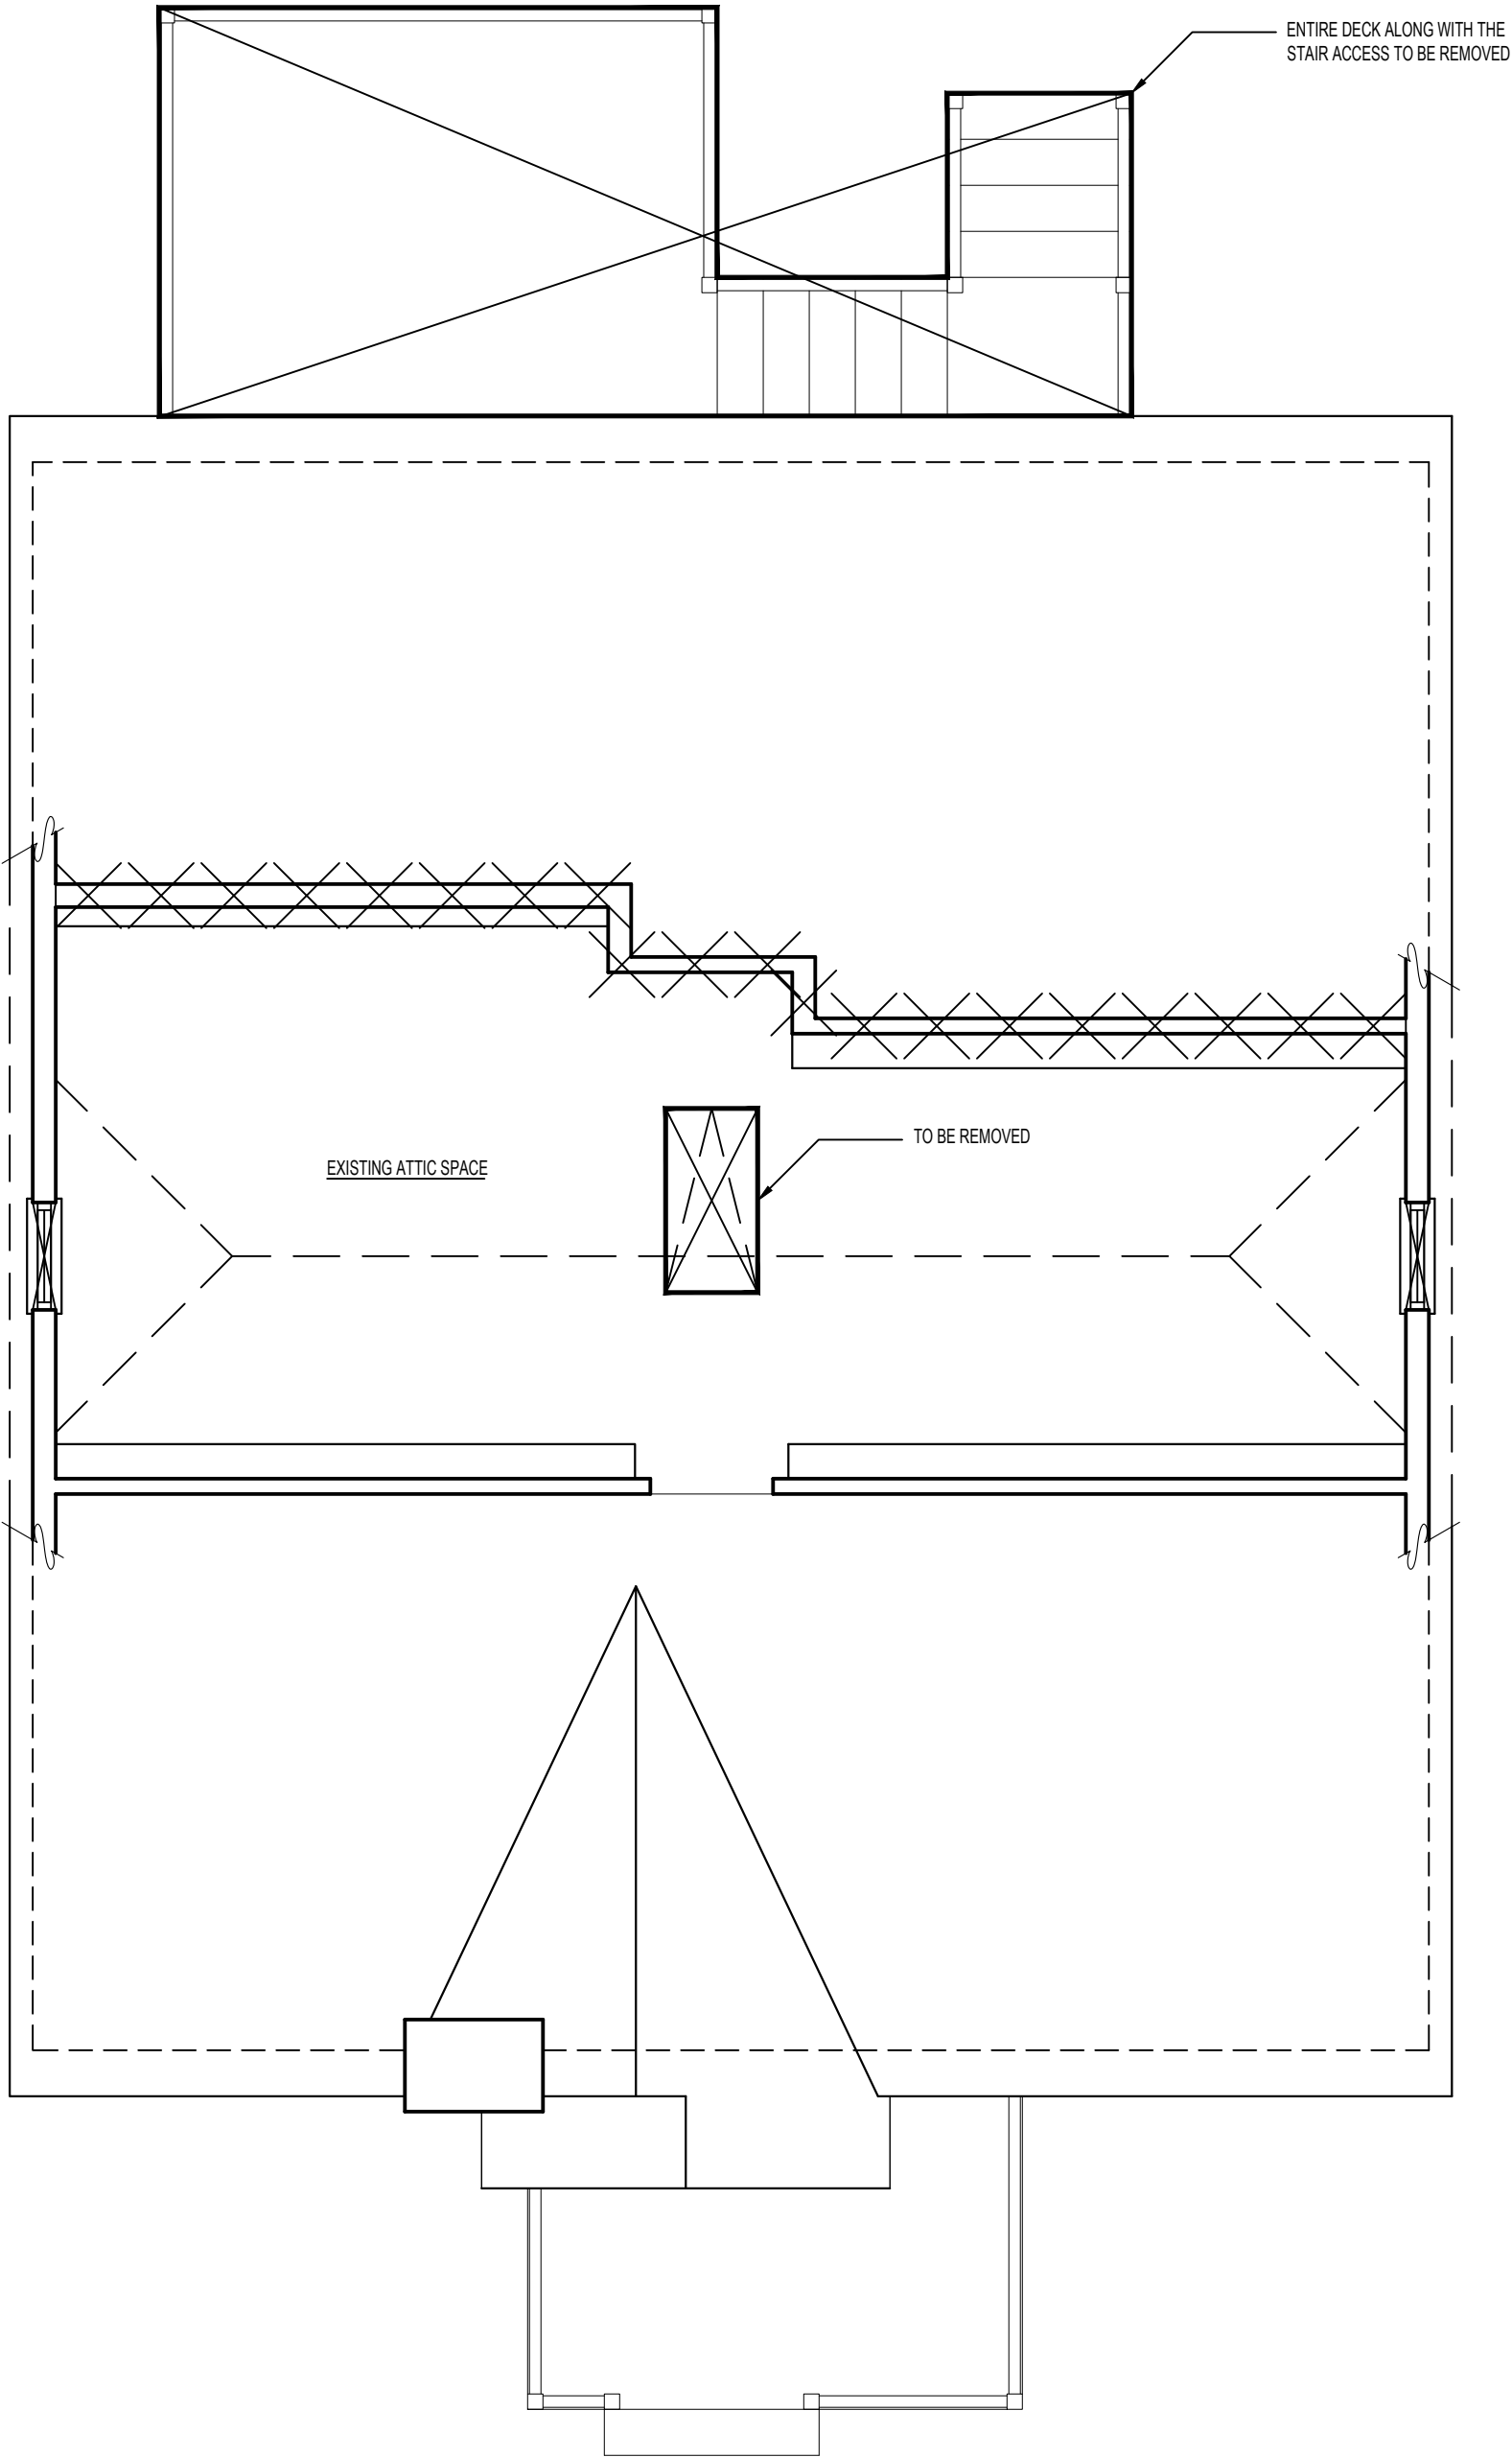 ENTIRE DECK ALONG WITH THE
STAIR ACCESS TO BE REMOVED
TO BE REMOVED
EXISTING ATTIC SPACE